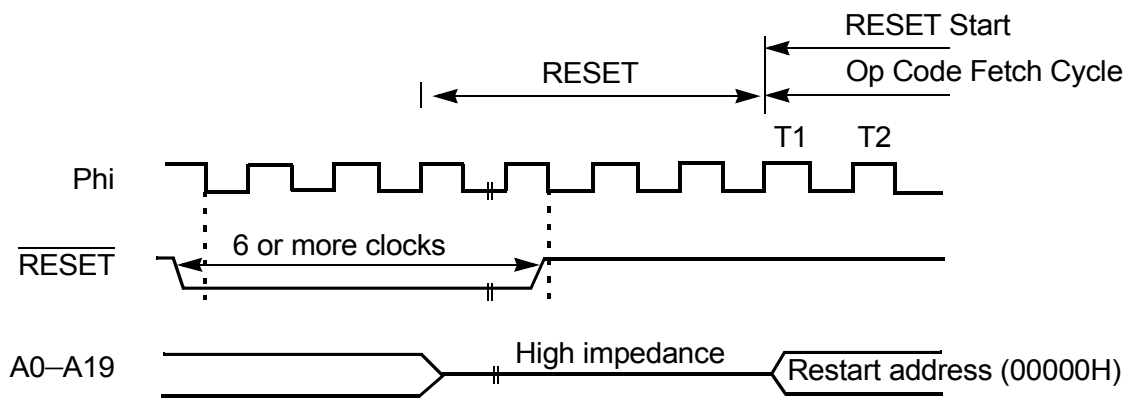 RESET Start
RESET
Op Code Fetch Cycle
T1 T2
Phi
6 or more clocks
RESET
High impedance
A0–A19
Restart address (00000H)